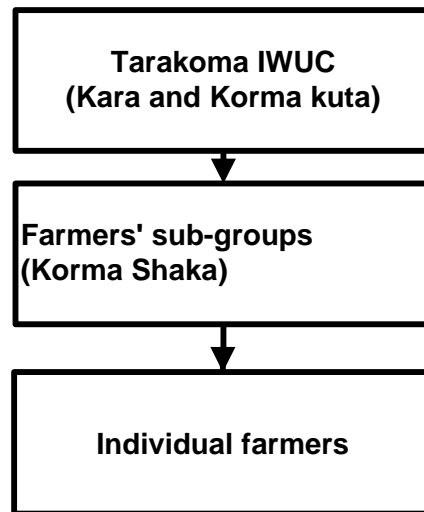 Tarakoma IWUC
(Kara and Korma kuta)
Farmers' sub-groups
(Korma Shaka)
Individual farmers